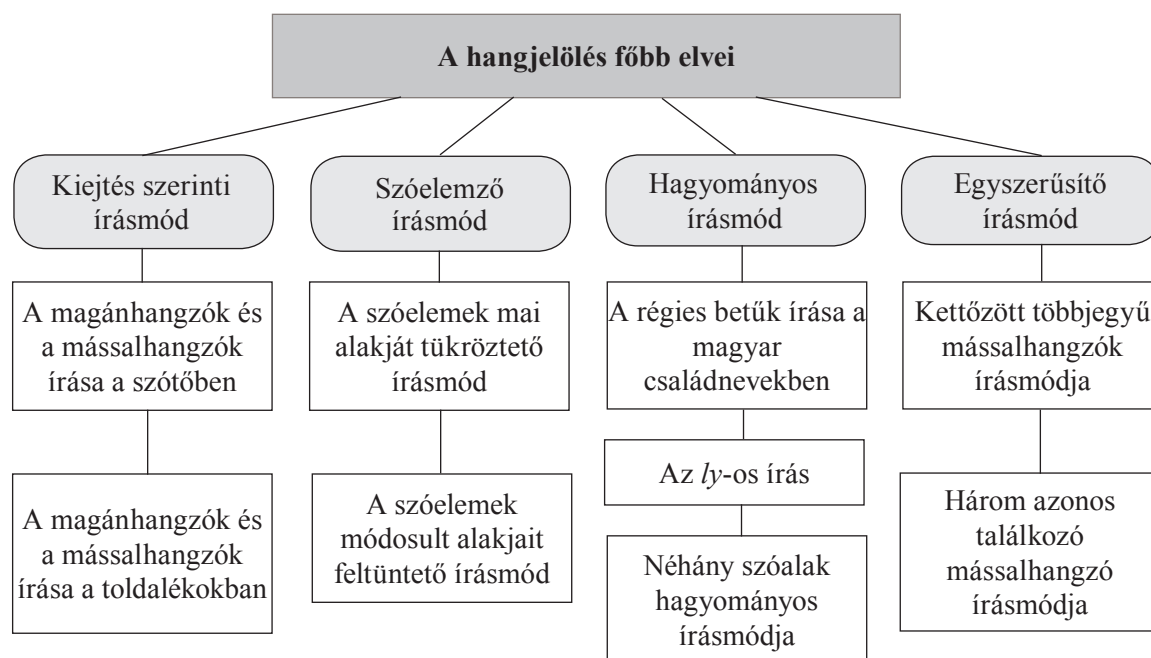 A hangjelölés főbb elvei
Kiejtés szerinti
írásmód
Szóelemző
írásmód
Hagyományos
írásmód
Egyszerűsítő
írásmód
A magánhangzók és
a mássalhangzók
írása a szótőben
A szóelemek mai
alakját tükröztető
írásmód
A régies betűk írása a
magyar
családnevekben
Kettőzött többjegyű
mássalhangzók
írásmódja
A magánhangzók és
a mássalhangzók
írása a toldalékokban
A szóelemek
módosult alakjait
feltüntető írásmód
Az ly-os írás
Néhány szóalak
hagyományos
írásmódja
Három azonos
találkozó
mássalhangzó
írásmódja